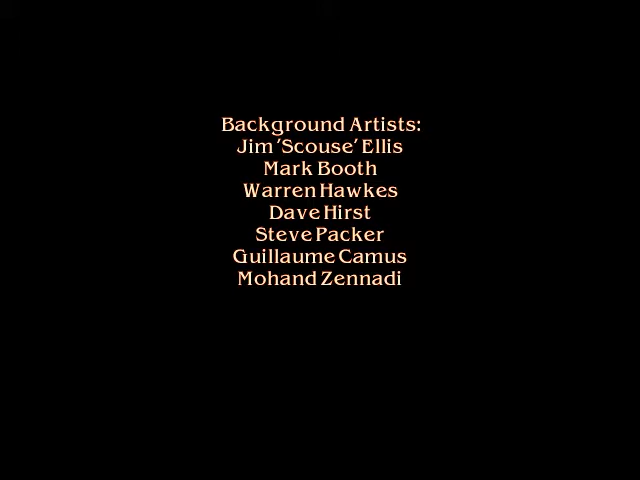 Background Artists:
Jim 'Scouse' Ellis
Mark Booth
Warren Hawkes
Dave Hirst
Steve Packer
Guillaume Camus
Mohand Zennadi